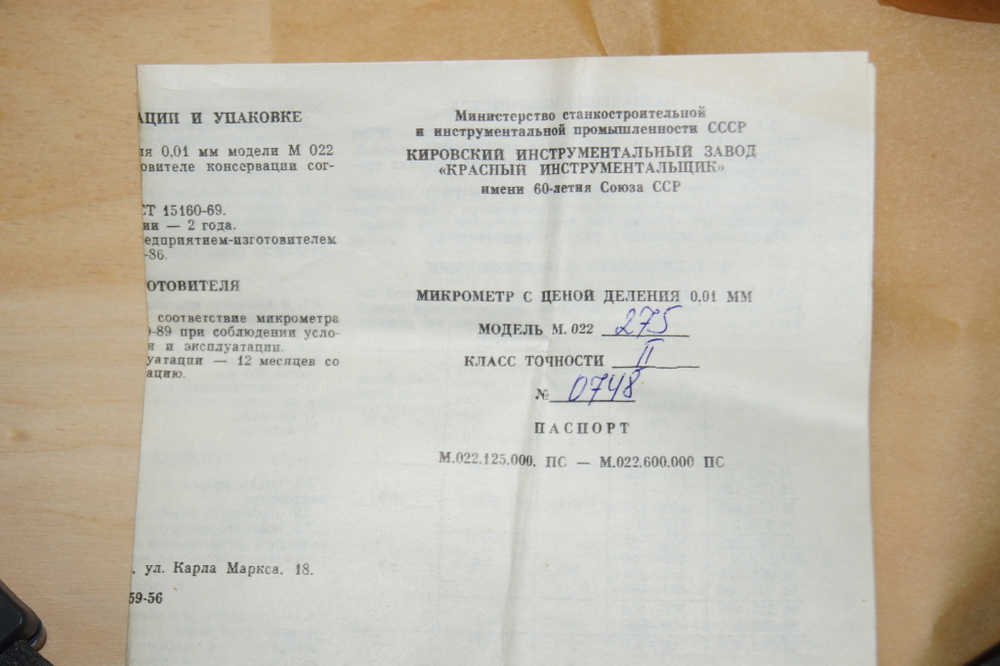 АЦИИ И УПАКОВКЕ
ия 0,01 мм модели М 022
овителе консервации сог-
СТ 15160-69.
ии — 2 года.
едприятием-изготовителем
-86.
ОТОВИТЕЛЯ
соответствие микрометра
-89 при соблюдении усло-
я и эксплуатации.
уатации — 12 месяцев со
ацию.
. ул. Карла Маркса. 18.
59-56
Министерство станкостроительной
и инструментальной промышленности СССР
КИРОВСКИЙ ИНСТРУМЕНТАЛЬНЫЙ ЗАВОД
«КРАСНЫЙ ИНСТРУМЕНТАЛЬЩИК»
имени 60-летия Союза ССР
МИКРОМЕТР С ЦЕНОЙ ДЕЛЕНИЯ 0,01 ММ
МОДЕЛЬ М. 022 275
КЛАСС ТОЧНОСТИ II
№ 0748
ПАСПОРТ
М.022.125.000. ПС — М.022.600.000 ПС